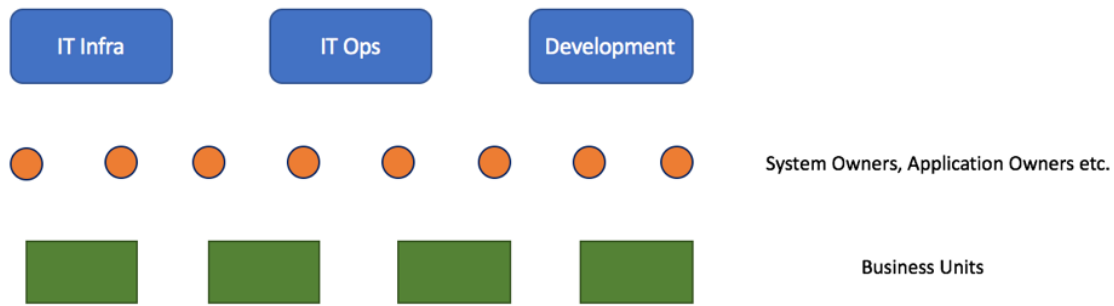 IT Infra
IT Ops
Development
System Owners, Application Owners etc.
Business Units